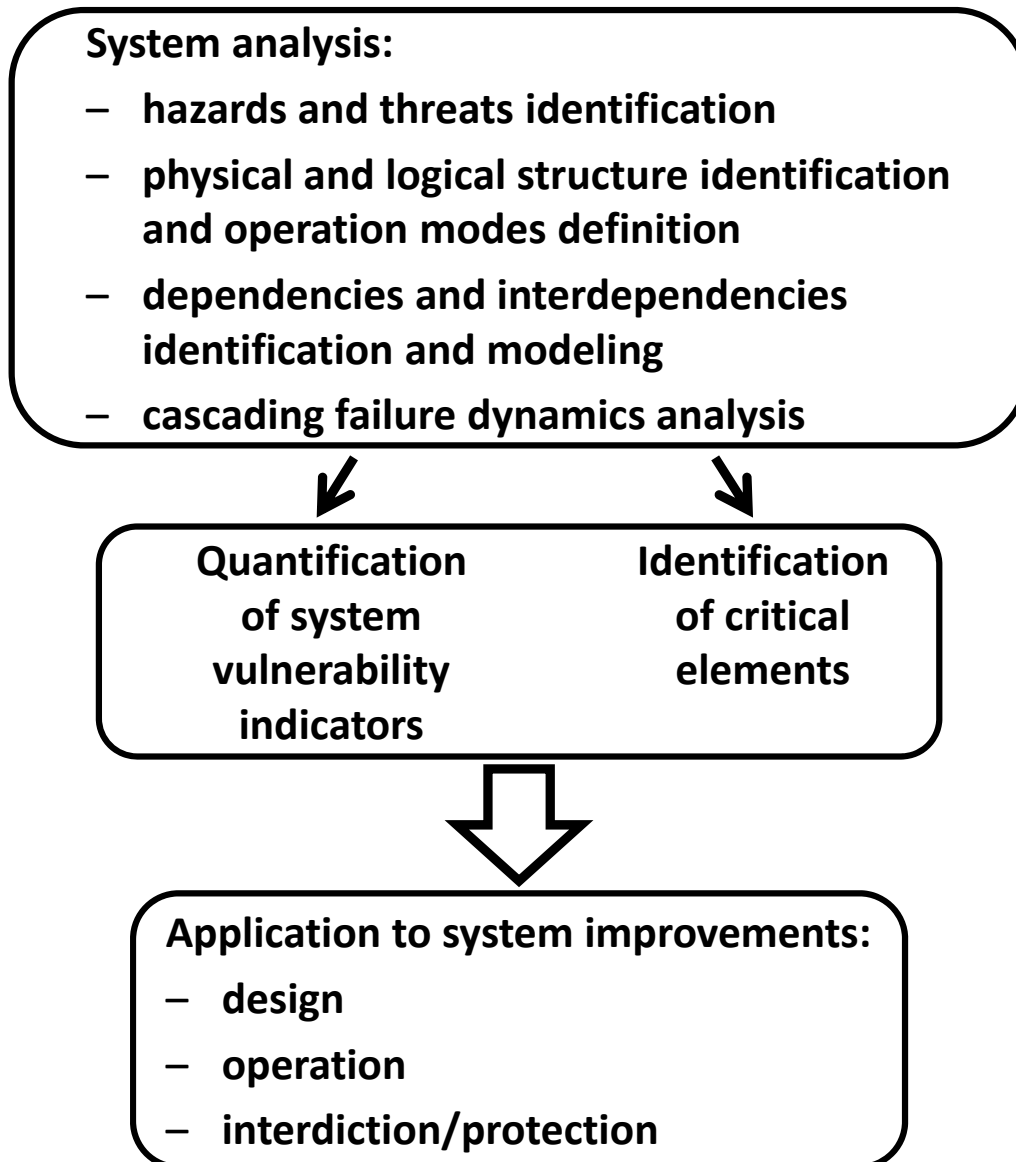 System analysis:
– hazards and threats identification
– physical and logical structure identification
and operation modes definition
– dependencies and interdependencies
identification and modeling
– cascading failure dynamics analysis
Quantification
of system
vulnerability
indicators
Identification
of critical
elements
Application to system improvements:
– design
– operation
– interdiction/protection